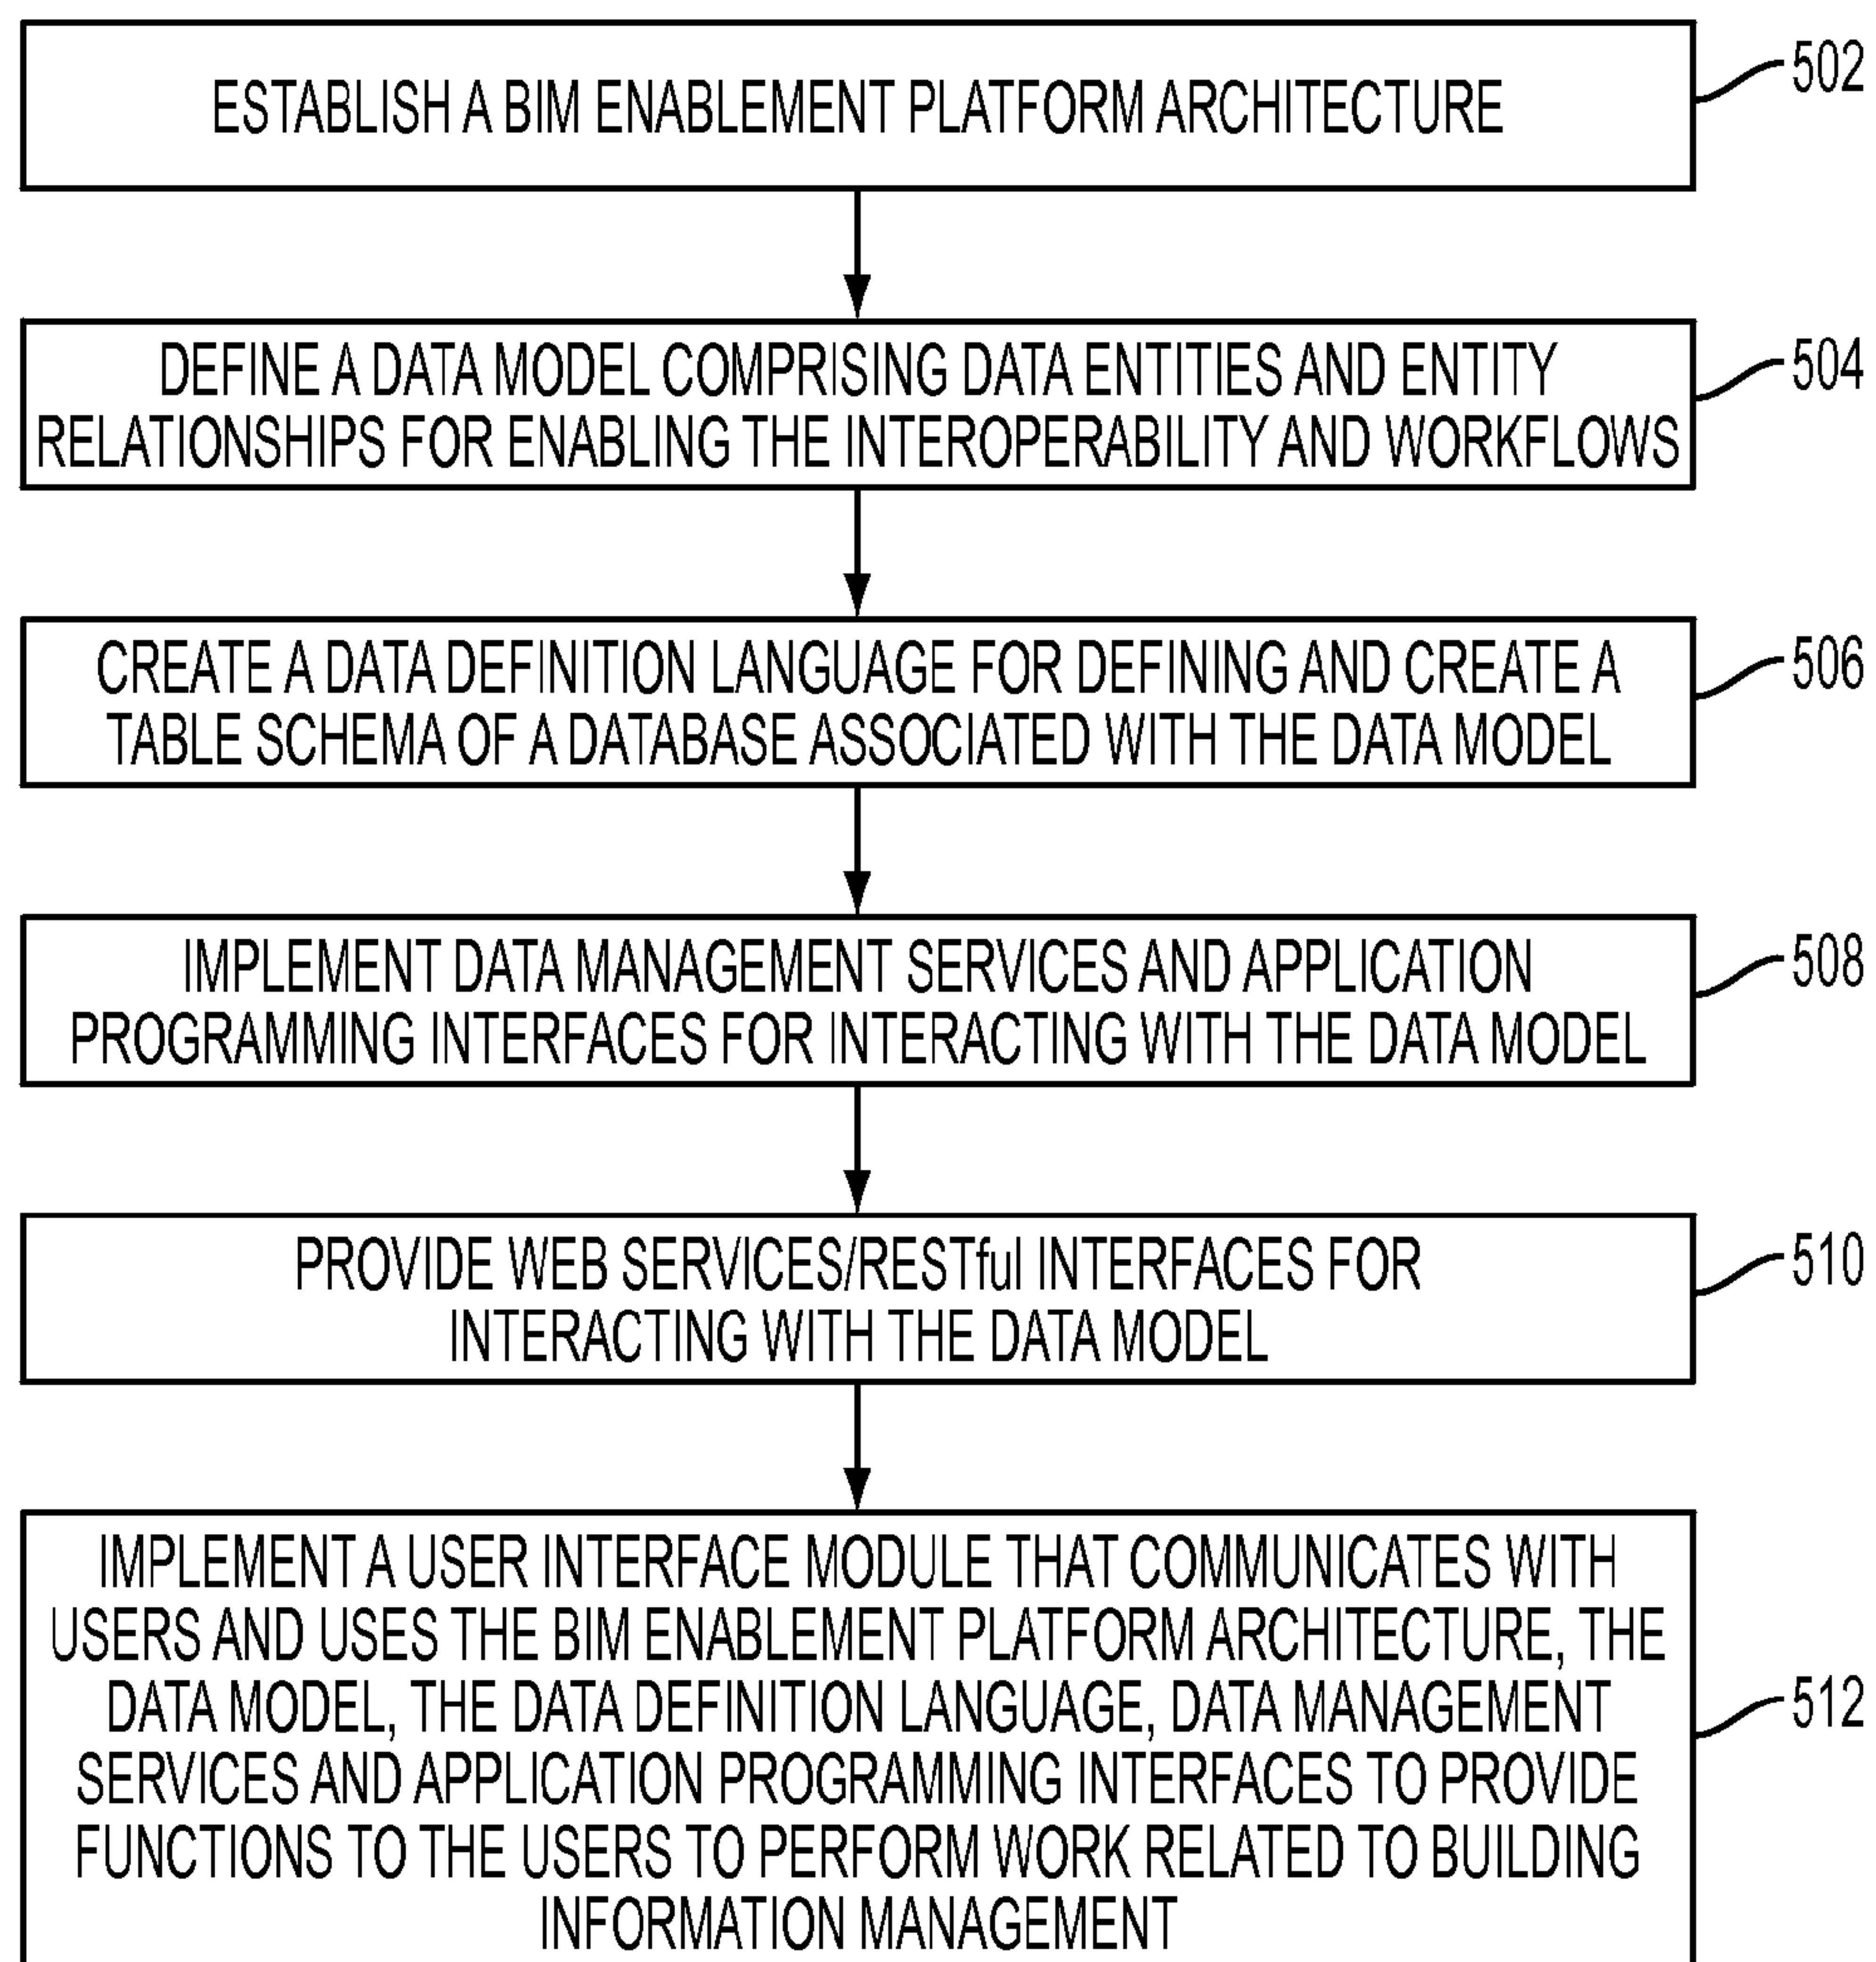 ESTABLISH A BIM ENABLEMENT PLATFORM ARCHITECTURE
502
DEFINE A DATA MODEL COMPRISING DATA ENTITIES AND ENTITY
RELATIONSHIPS FOR ENABLING THE INTEROPERABILITY AND WORKFLOWS
504
CREATE A DATA DEFINITION LANGUAGE FOR DEFINING AND CREATE A
TABLE SCHEMA OF A DATABASE ASSOCIATED WITH THE DATA MODEL
506
IMPLEMENT DATA MANAGEMENT SERVICES AND APPLICATION
PROGRAMMING INTERFACES FOR INTERACTING WITH THE DATA MODEL
508
PROVIDE WEB SERVICES/RESTful INTERFACES FOR
INTERACTING WITH THE DATA MODEL
510
IMPLEMENT A USER INTERFACE MODULE THAT COMMUNICATES WITH
USERS AND USES THE BIM ENABLEMENT PLATFORM ARCHITECTURE, THE
DATA MODEL, THE DATA DEFINITION LANGUAGE, DATA MANAGEMENT
SERVICES AND APPLICATION PROGRAMMING INTERFACES TO PROVIDE
FUNCTIONS TO THE USERS TO PERFORM WORK RELATED TO BUILDING
INFORMATION MANAGEMENT
512